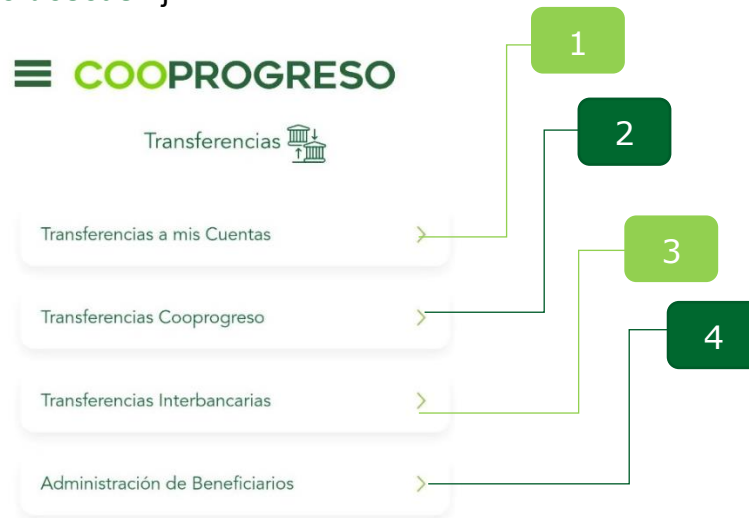 COOPROGRESO
Transferencias
Transferencias a mis Cuentas
Transferencias Cooprogreso
Transferencias Interbancarias
Administración de Beneficiarios
1
2
3
4